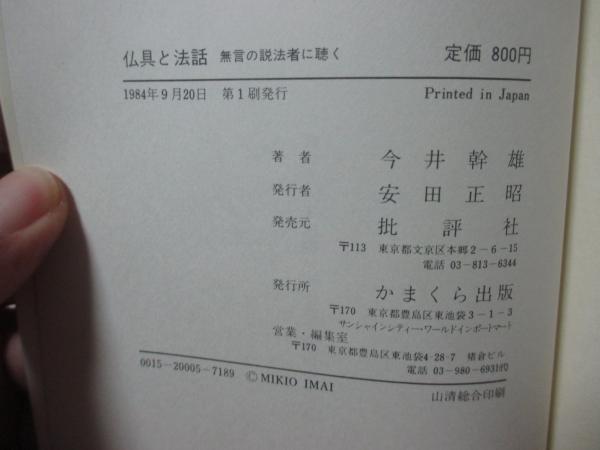 仏具と法話 無言の説法者に聴く 定価 800円
1984年9月20日 第1刷発行 Printed in Japan
著者 今井幹雄
発行者 安田正昭
発売元 批評社
〒113 東京都文京区本郷2-6-15
電話 03-813-6344
発行所 かまくら出版
〒170 東京都豊島区東池袋3-1-3
サンシャインシティ・ワールドインポートマート
営業・編集室
〒170 東京都豊島区東池袋4-28-7 猪倉ビル
電話 03-980-6931㈹
0015-20005-7189 ©MIKIO IMAI
山清総合印刷